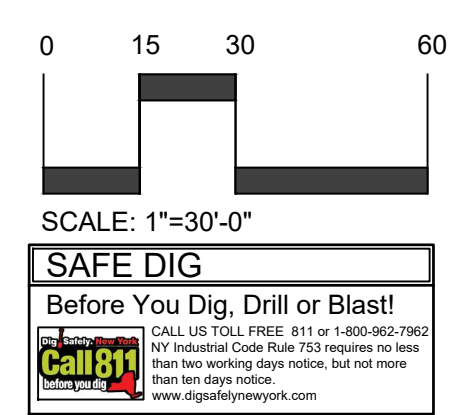 0 15 30 60
SCALE: 1"=30'-0"
SAFE DIG
Before You Dig, Drill or Blast!
Dig Safely. New York
Call 811
before you dig
CALL US TOLL FREE 811 or 1-800-962-7962
NY Industrial Code Rule 753 requires no less
than two working days notice, but not more
than ten days notice.
www.digsafelynewyork.com